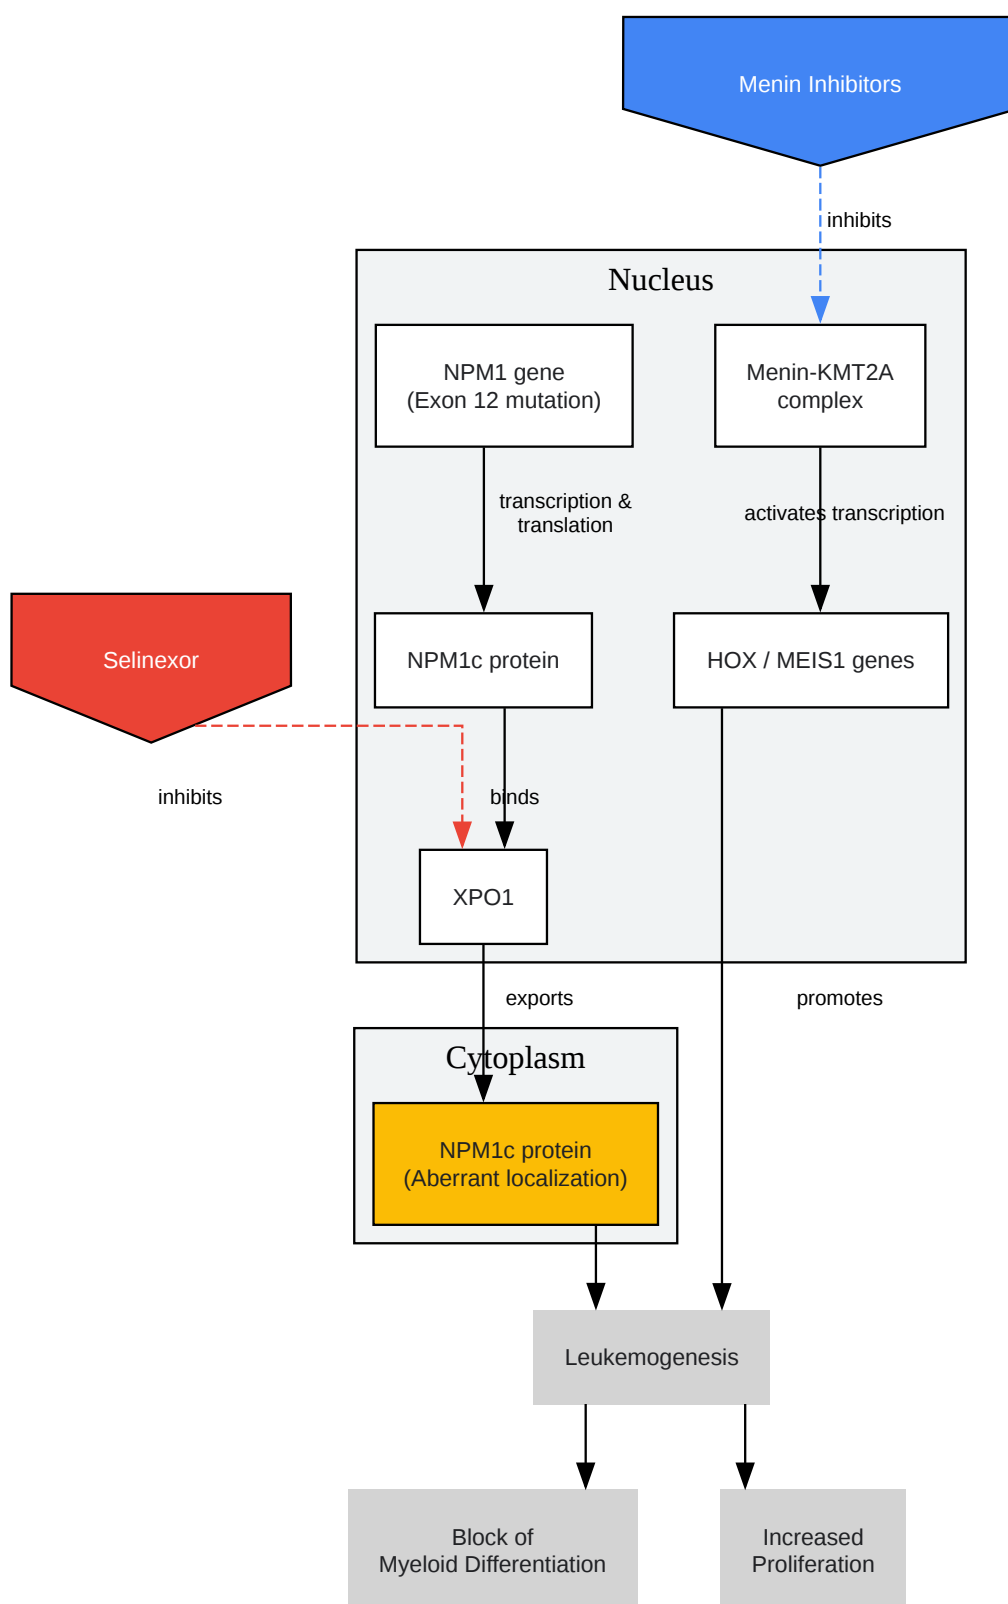 Menin Inhibitors
inhibits
Nucleus
NPM1 gene
(Exon 12 mutation)
Menin-KMT2A
complex
transcription &
translation
activates transcription
Selinexor
NPM1c protein
HOX / MEIS1 genes
inhibits
binds
XPO1
exports
promotes
Cytoplasm
NPM1c protein
(Aberrant localization)
Leukemogenesis
Block of
Myeloid Differentiation
Increased
Proliferation